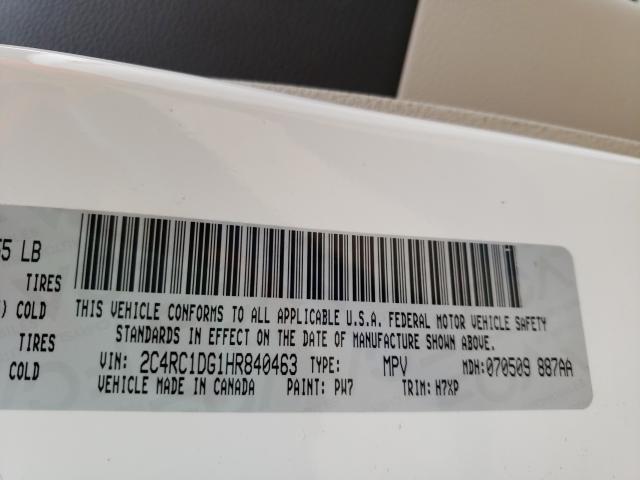 55 LB
TIRES
COLD
TIRES
COLD
THIS VEHICLE CONFORMS TO ALL APPLICABLE U.S.A. FEDERAL MOTOR VEHICLE SAFETY
STANDARDS IN EFFECT ON THE DATE OF MANUFACTURE SHOWN ABOVE.
VIN: 2C4RC1DG1HR840463 TYPE: MPV MDH:070509 887AA
VEHICLE MADE IN CANADA PAINT: PW7 TRIM: H7XP